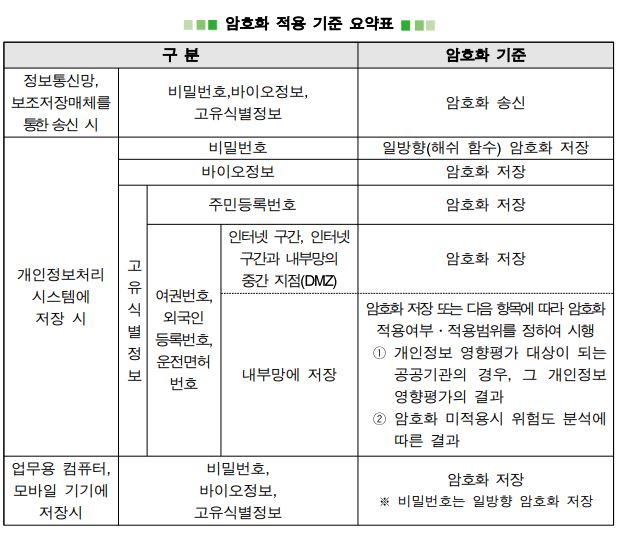 암호화 적용 기준 요약표
구 분
암호화 기준
정보통신망,
보조저장매체를
통한 송신 시
비밀번호,바이오정보,
고유식별정보
암호화 송신
개인정보처리
시스템에
저장 시
비밀번호
일방향(해쉬 함수) 암호화 저장
바이오정보
암호화 저장
고
유
식
별
정
보
주민등록번호
암호화 저장
여권번호,
외국인
등록번호,
운전면허
번호
인터넷 구간, 인터넷
구간과 내부망의
중간 지점(DMZ)
암호화 저장
내부망에 저장
암호화 저장 또는 다음 항목에 따라 암호화
적용여부·적용범위를 정하여 시행
① 개인정보 영향평가 대상이 되는
공공기관의 경우, 그 개인정보
영향평가의 결과
② 암호화 미적용시 위험도 분석에
따른 결과
업무용 컴퓨터,
모바일 기기에
저장시
비밀번호,
바이오정보,
고유식별정보
암호화 저장
※ 비밀번호는 일방향 암호화 저장